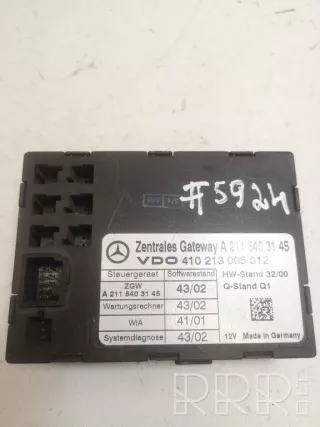 #5924
Zentrales Gateway A 211 540 31 45
VDO 410 213 005 012
Steuergeraet Softwarestand HW-Stand 32/00
ZGW
A 211 540 31 45 43/02 Q-Stand Q1
Wartungsrechner 43/02
WIA 41/01
Systemdiagnose 43/02 12V Made in Germany
RRR